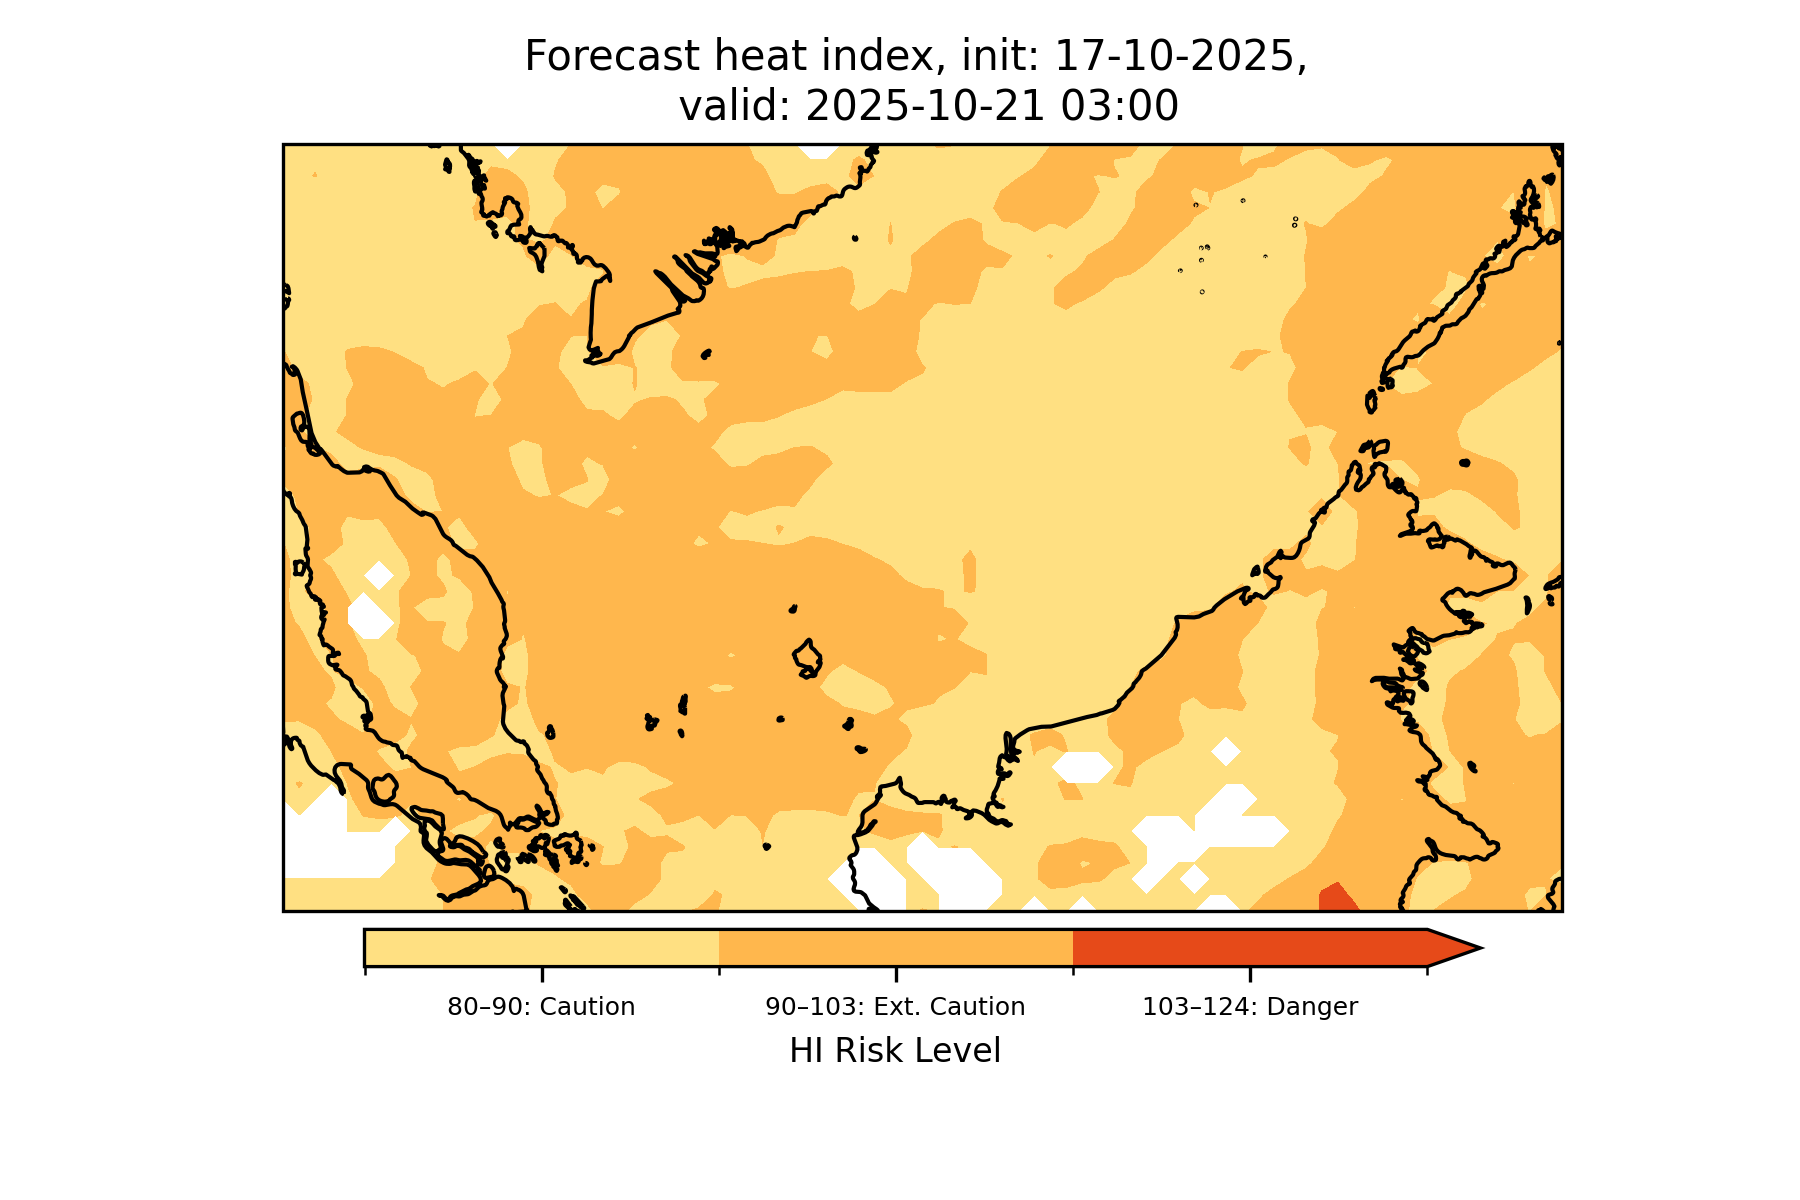 Forecast heat index, init: 17-10-2025,
valid: 2025-10-21 03:00
80–90: Caution
90–103: Ext. Caution
103–124: Danger
HI Risk Level